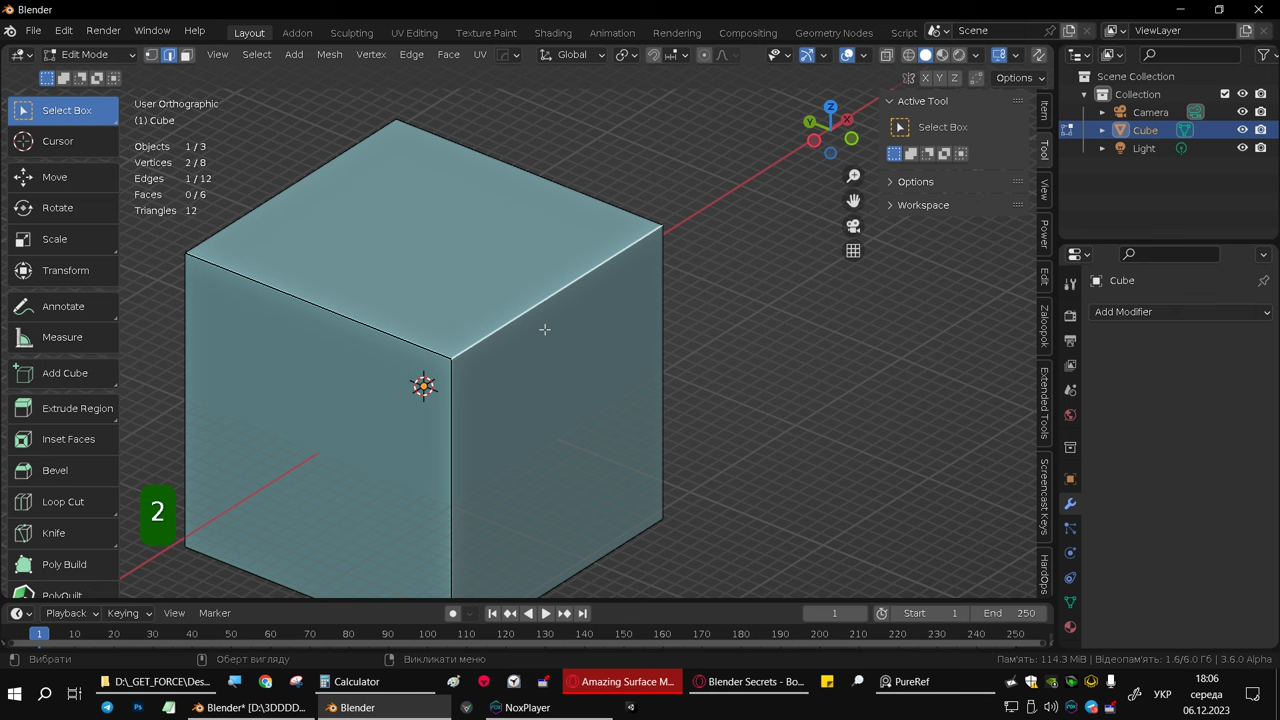 Blender
File
Edit
Render
Window
Help
Layout
Addon
Sculpting
UV Editing
Texture Paint
Shading
Animation
Rendering
Compositing
Geometry Nodes
Script
Scene
ViewLayer
Edit Mode
View
Select
Add
Mesh
Vertex
Edge
Face
UV
Global
X
Y
Z
Options
Select Box
Cursor
Move
Rotate
Scale
Transform
Annotate
Measure
Add Cube
Extrude Region
Inset Faces
Bevel
Loop Cut
Knife
Poly Build
PolyQuilt
User Orthographic
(1) Cube
Objects 1 / 3
Vertices 2 / 8
Edges 1 / 12
Faces 0 / 6
Triangles 12
2
Z
X
Y
Active Tool
Select Box
Options
Workspace
Item
Tool
View
Power
Edit
Zaloopok
Extended Tools
Screencast Keys
HardOps
Scene Collection
Collection
Camera
Cube
Light
Cube
Add Modifier
Playback
Keying
View
Marker
1
Start 1
End 250
1 10 20 30 40 50 60 70 80 90 100 110 120 130 140 150 160 170 180 190 200 210 220 230 240 250
Вибрати
Оберт вигляду
Викликати меню
Пам'ять: 114.3 МіВ | Відеопам'ять: 1.6/6.0 Гб | 3.6.0 Alpha
D:\_GET_FORCE\Des...
Calculator
Amazing Surface M...
Blender Secrets - Bo...
PureRef
Blender* [D:\3DDDD...
Blender
NoxPlayer
УКР
18:06
середа
06.12.2023